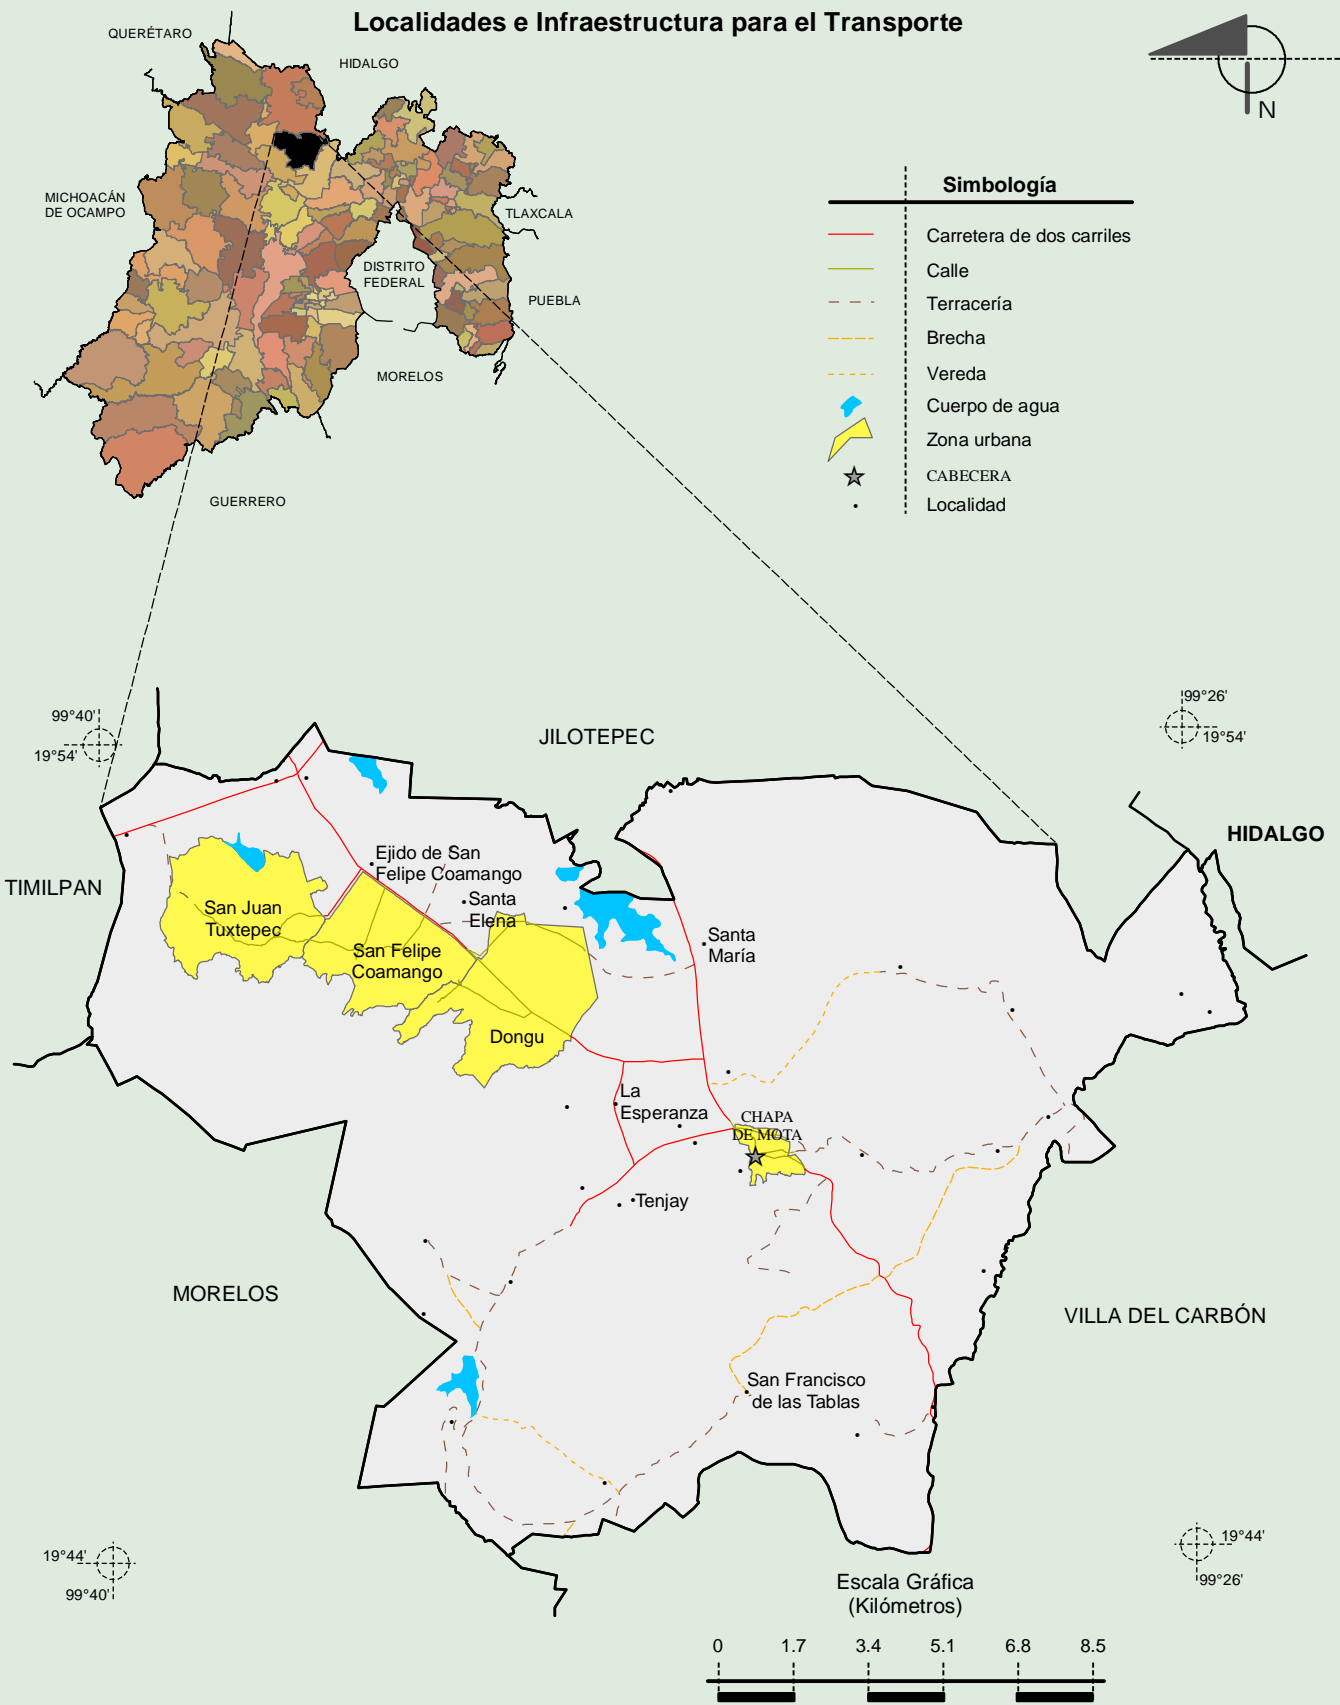 Localidades e Infraestructura para el Transporte
QUERÉTARO
HIDALGO
MICHOACÁN
DE OCAMPO
TLAXCALA
DISTRITO
FEDERAL
PUEBLA
MORELOS
GUERRERO
N
Simbología
Carretera de dos carriles
Calle
Terracería
Brecha
Vereda
Cuerpo de agua
Zona urbana
CABECERA
Localidad
99°40'
19°54'
99°26'
19°54'
JILOTEPEC
HIDALGO
TIMILPAN
Ejido de San
Felipe Coamango
Santa
Elena
San Juan
Tuxtepec
San Felipe
Coamango
Santa
María
Dongu
La
Esperanza
CHAPA
DE MOTA
Tenjay
MORELOS
VILLA DEL CARBÓN
San Francisco
de las Tablas
19°44'
99°40'
19°44'
99°26'
Escala Gráfica
(Kilómetros)
0 1.7 3.4 5.1 6.8 8.5